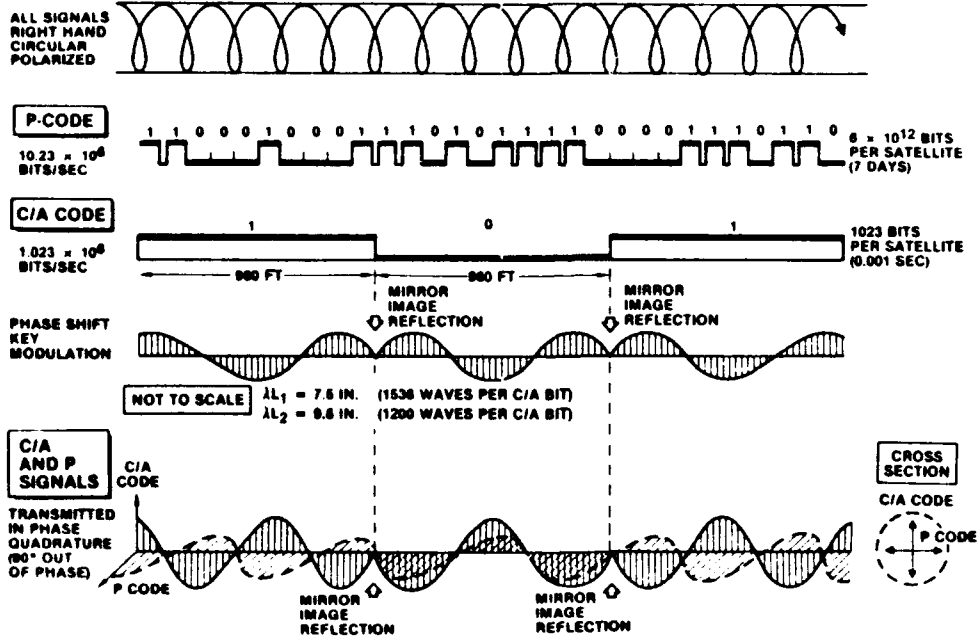 ALL SIGNALS
RIGHT HAND
CIRCULAR
POLARIZED
P-CODE
1 1 0 0 0 1 0 0 0 1 1 1 1 0 1 0 1 1 1 1 0 0 0 0 1 1 1 0 1 1 0
10.23 × 10⁶
BITS/SEC
6 × 10¹² BITS
PER SATELLITE
(7 DAYS)
C/A CODE
1 0 1
1.023 × 10⁶
BITS/SEC
1023 BITS
PER SATELLITE
(0.001 SEC)
980 FT 980 FT
MIRROR
IMAGE
REFLECTION
MIRROR
IMAGE
REFLECTION
PHASE SHIFT
KEY
MODULATION
NOT TO SCALE
λL₁ = 7.5 IN. (1536 WAVES PER C/A BIT)
λL₂ = 9.6 IN. (1200 WAVES PER C/A BIT)
C/A
AND P
SIGNALS
C/A
CODE
TRANSMITTED
IN PHASE
QUADRATURE
(90° OUT
OF PHASE)
P CODE
MIRROR
IMAGE
REFLECTION
MIRROR
IMAGE
REFLECTION
CROSS
SECTION
C/A CODE
P CODE